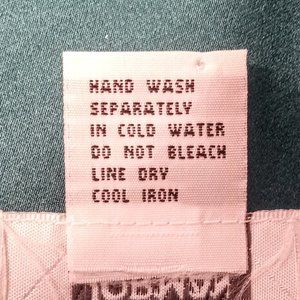 HAND WASH
SEPARATELY
IN COLD WATER
DO NOT BLEACH
LINE DRY
COOL IRON